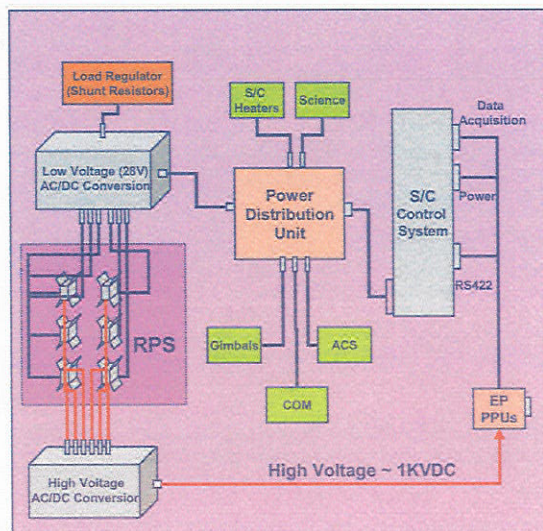 Load Regulator
(Shunt Resistors)
S/C
Heaters
Science
Data
Acquisition
Low Voltage (28V)
AC/DC Conversion
Power
Distribution
Unit
S/C
Control
System
Power
RS422
RPS
Gimbals
ACS
COM
EP
PPUs
High Voltage
AC/DC Conversion
High Voltage ~ 1KVDC